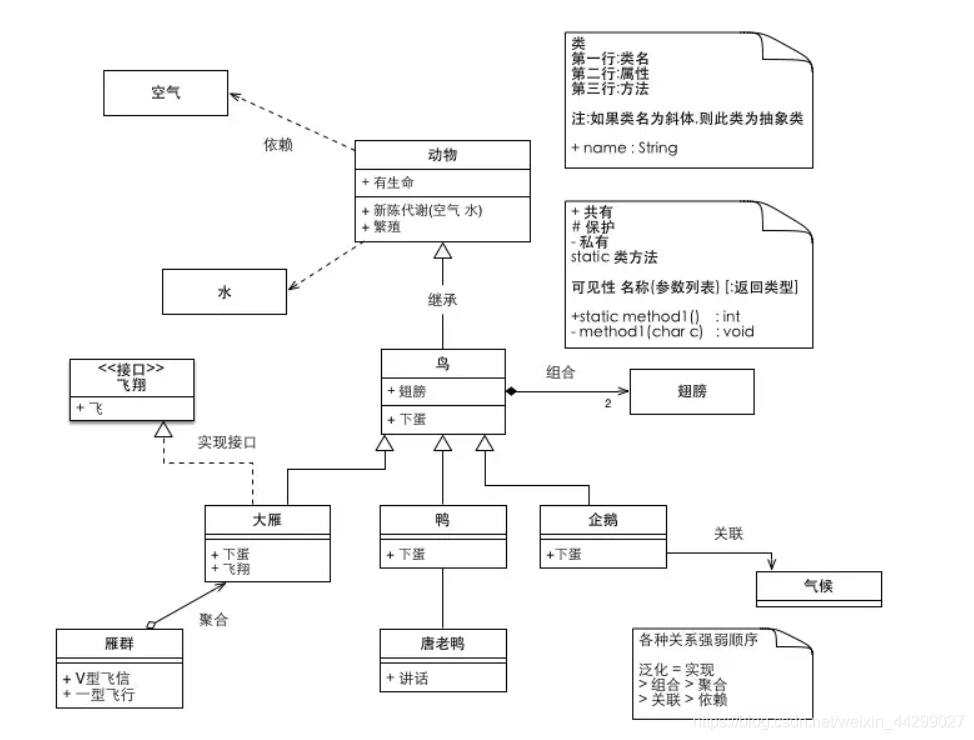 类
第一行:类名
第二行:属性
第三行:方法
注:如果类名为斜体,则此类为抽象类
+ name : String
空气
依赖
动物
+ 有生命
+ 新陈代谢(空气 水)
+ 繁殖
+ 共有
# 保护
- 私有
static 类方法
可见性 名称(参数列表) [:返回类型]
+static method1() : int
- method1(char c) : void
水
继承
<<接口>>
飞翔
+ 飞
鸟
+ 翅膀
+ 下蛋
组合
2
翅膀
实现接口
大雁
+ 下蛋
+ 飞翔
鸭
+ 下蛋
企鹅
+下蛋
关联
气候
聚合
雁群
+ V型飞信
+ 一型飞行
唐老鸭
+ 讲话
各种关系强弱顺序
泛化 = 实现
> 组合 > 聚合
> 关联 > 依赖
https://blog.csdn.net/weixin_44299027